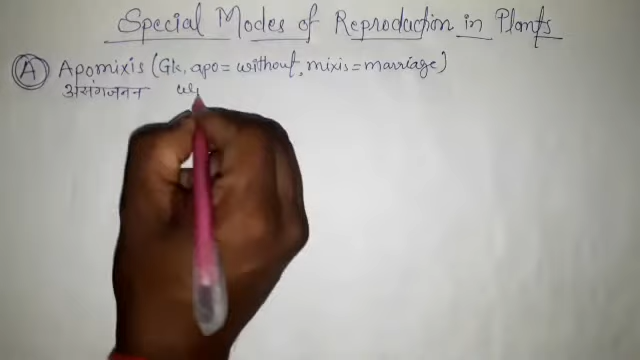 Special Modes of Reproduction in Plants
A Apomixis (Gk, apo = without, mixis = marriage)
असंगजनन